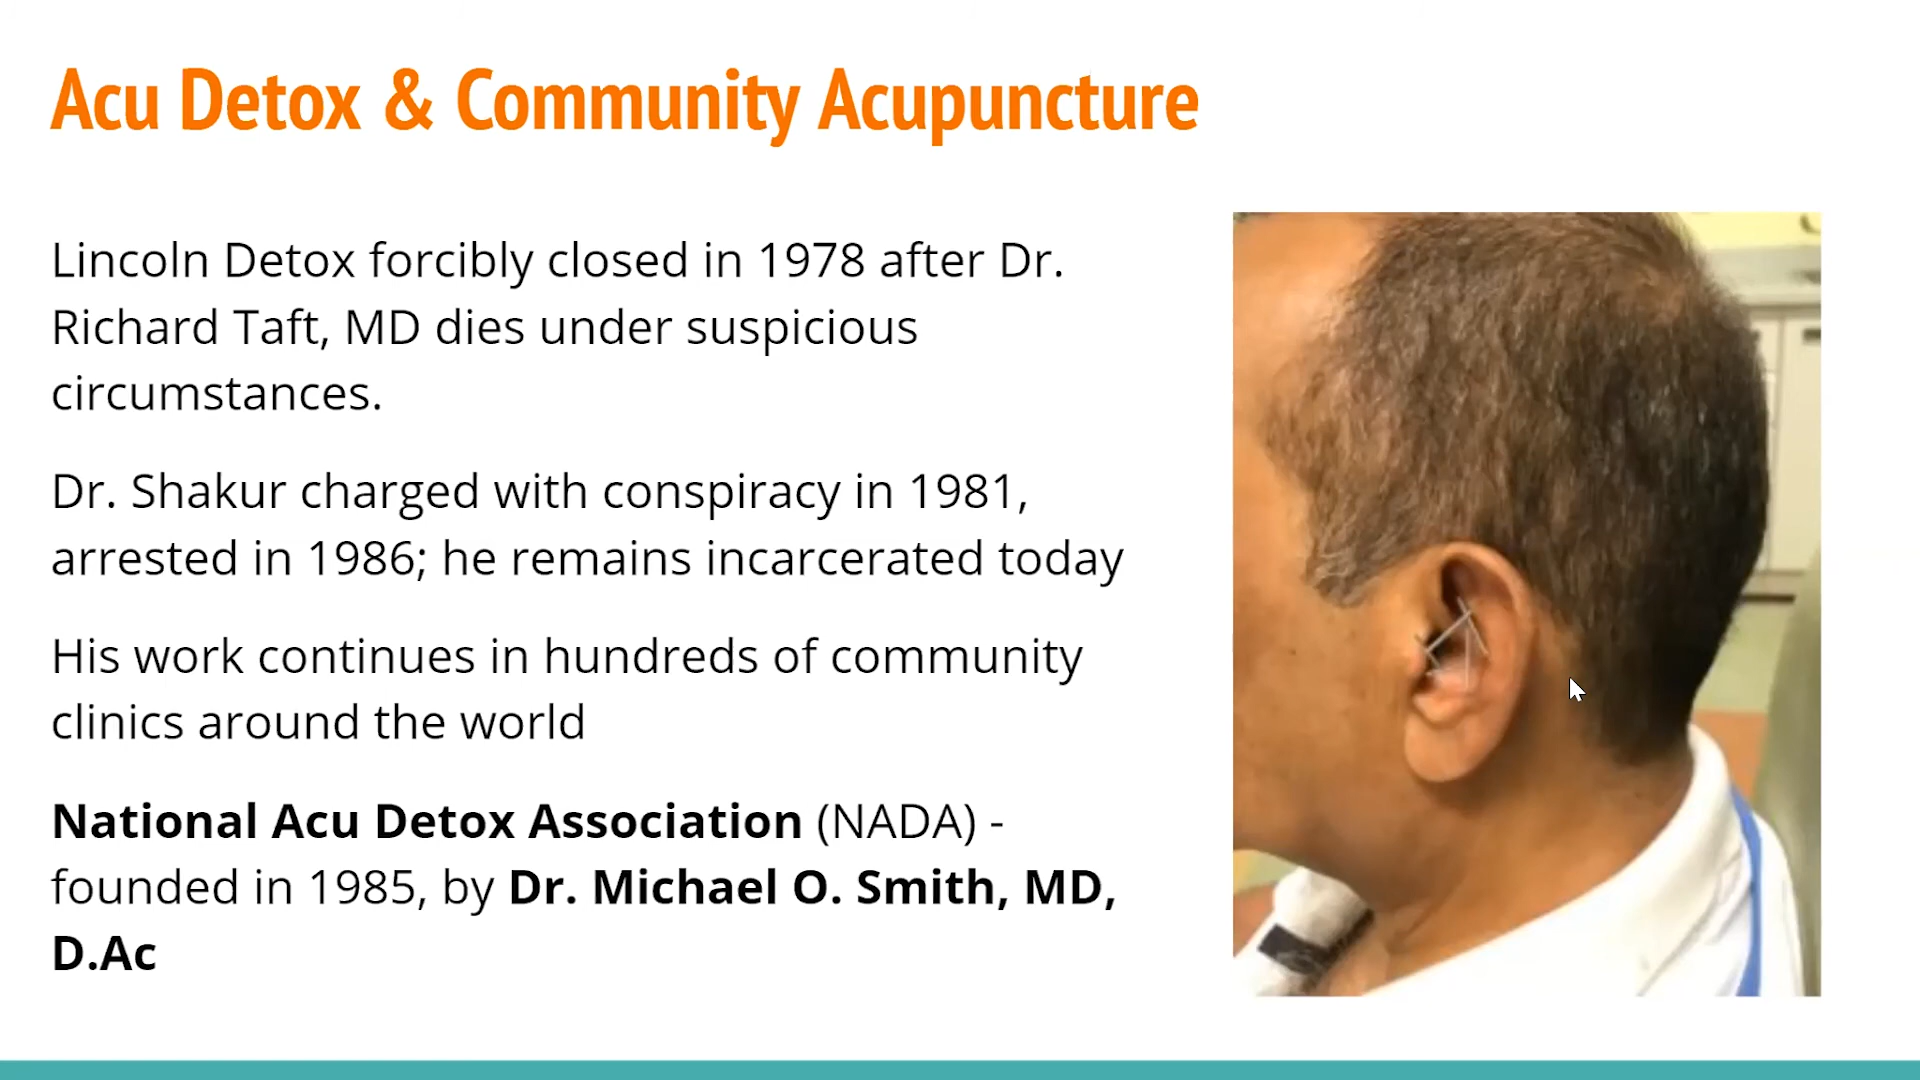 Acu Detox & Community Acupuncture
Lincoln Detox forcibly closed in 1978 after Dr.
Richard Taft, MD dies under suspicious
circumstances.
Dr. Shakur charged with conspiracy in 1981,
arrested in 1986; he remains incarcerated today
His work continues in hundreds of community
clinics around the world
National Acu Detox Association (NADA) -
founded in 1985, by Dr. Michael O. Smith, MD,
D.Ac